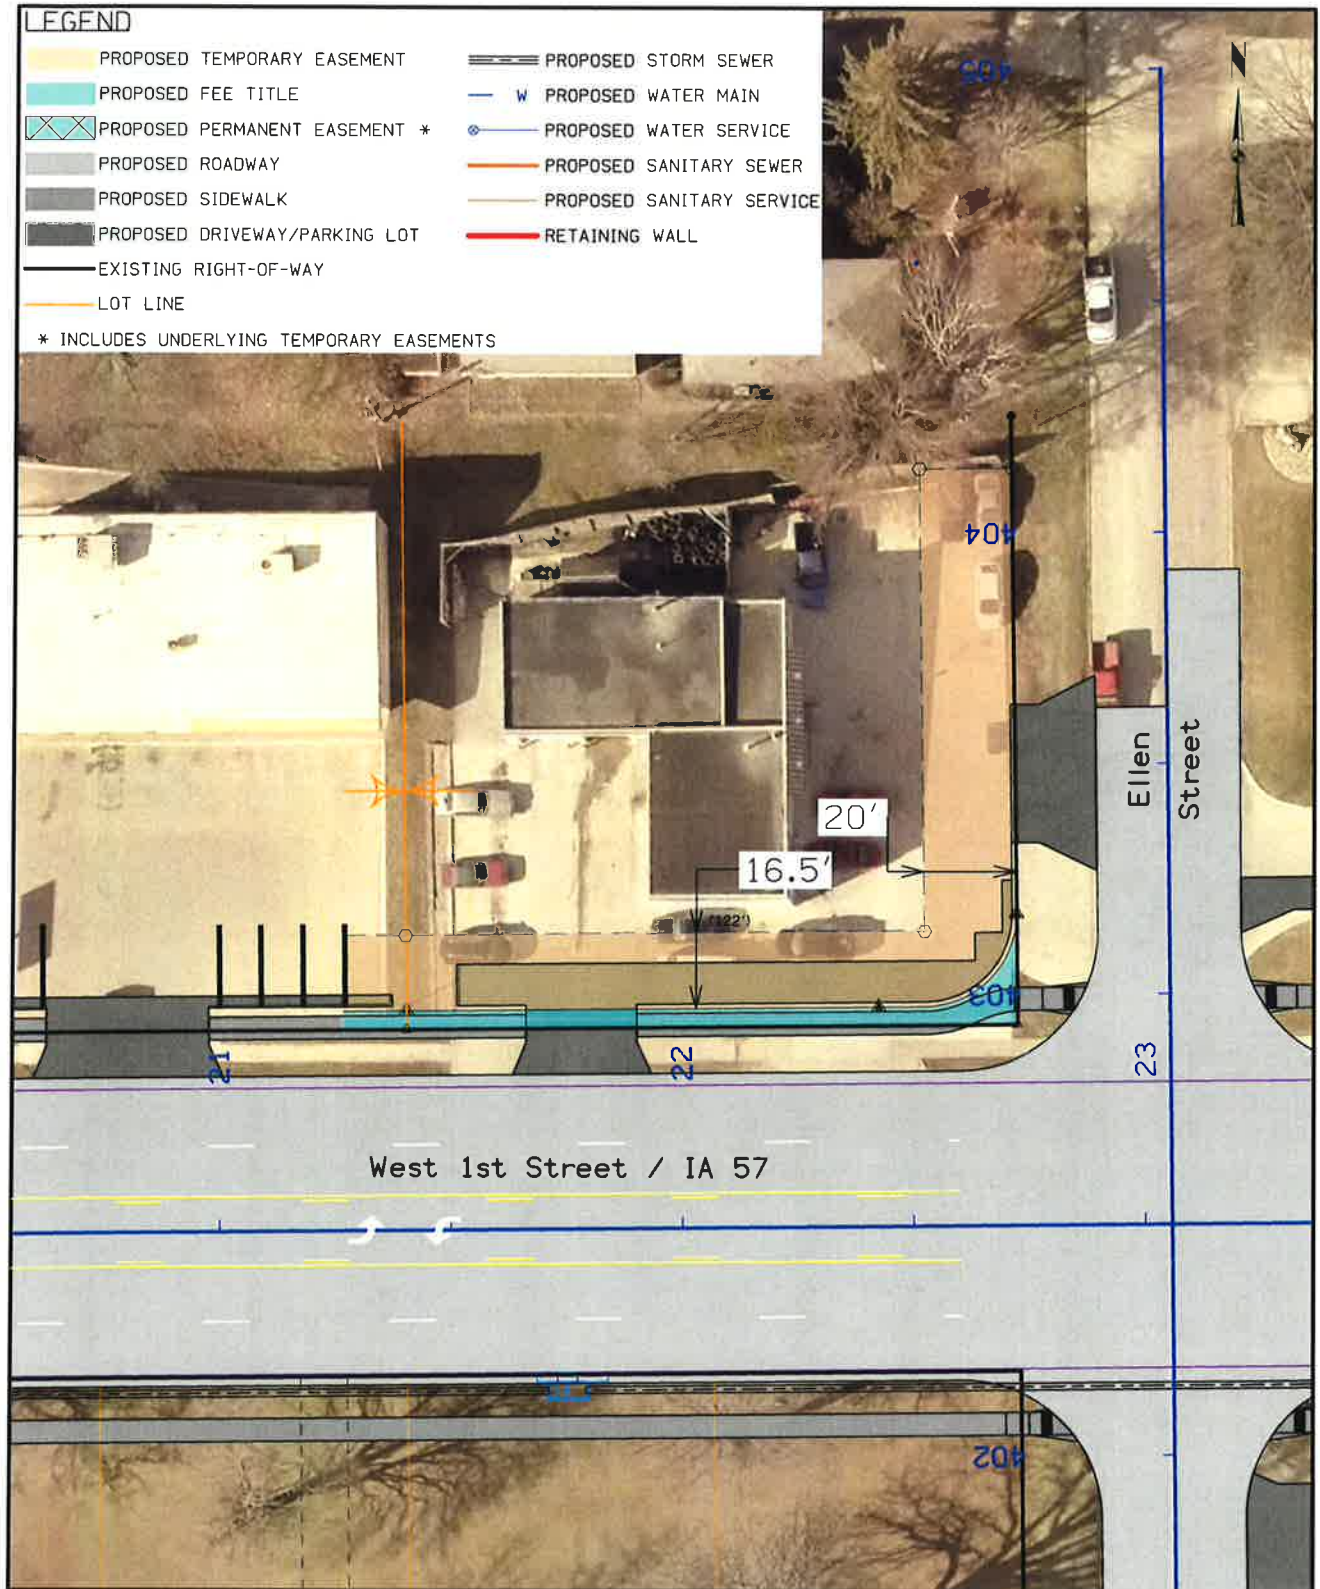 LEGEND
PROPOSED TEMPORARY EASEMENT
PROPOSED FEE TITLE
PROPOSED PERMANENT EASEMENT *
PROPOSED ROADWAY
PROPOSED SIDEWALK
PROPOSED DRIVEWAY/PARKING LOT
EXISTING RIGHT-OF-WAY
LOT LINE
* INCLUDES UNDERLYING TEMPORARY EASEMENTS
PROPOSED STORM SEWER
W PROPOSED WATER MAIN
PROPOSED WATER SERVICE
PROPOSED SANITARY SEWER
PROPOSED SANITARY SERVICE
RETAINING WALL
N
405
404
Ellen
Street
20'
16.5'
(122')
403
21
22
23
West 1st Street / IA 57
402